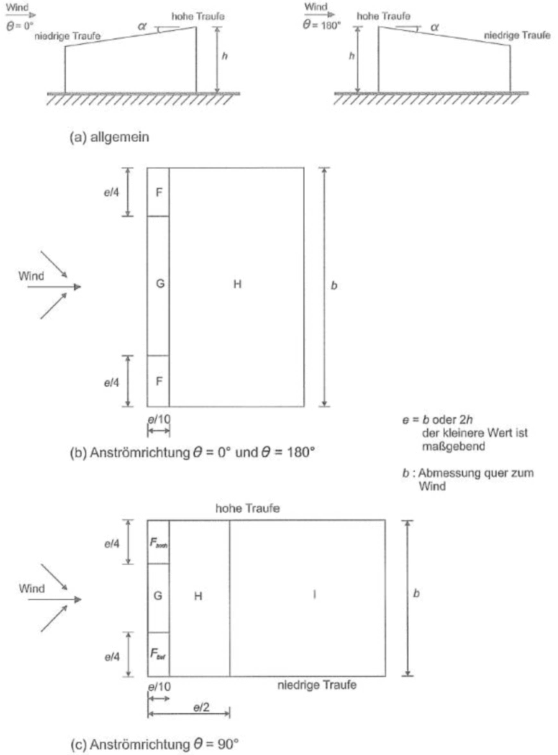 Wind
θ = 0°
niedrige Traufe
α
hohe Traufe
h
Wind
θ = 180°
hohe Traufe
α
niedrige Traufe
h
(a) allgemein
e/4
F
Wind
G
H
b
e/4
F
e/10
(b) Anströmrichtung θ = 0° und θ = 180°
e = b oder 2h
der kleinere Wert ist
maßgebend
b : Abmessung quer zum
Wind
hohe Traufe
e/4
Fhoch
Wind
G
H
I
b
e/4
Ftief
e/10
niedrige Traufe
e/2
(c) Anströmrichtung θ = 90°